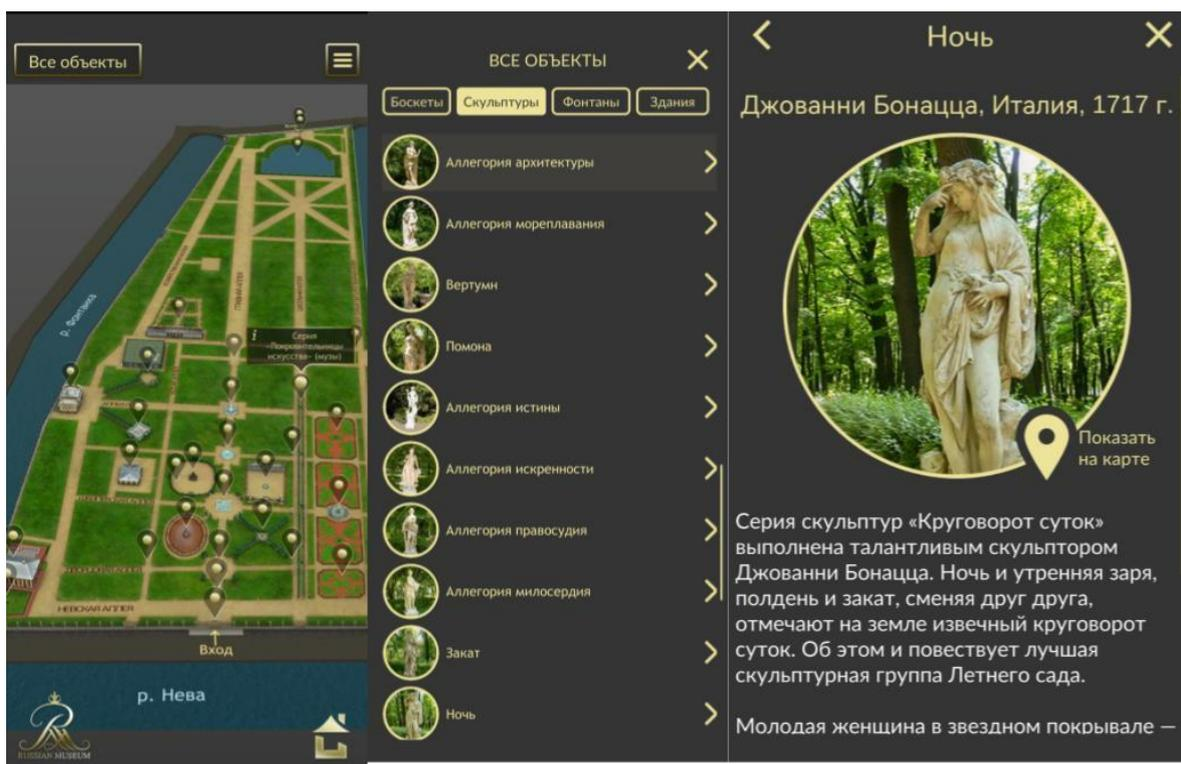 Все объекты
р. Фонтанка
Серия
«Покровительницы
искусства» (музы)
НЕВСКАЯ АЛЛЕЯ
Вход
р. Нева
RUSSIAN MUSEUM
ВСЕ ОБЪЕКТЫ
Боскеты Скульптуры Фонтаны Здания
Аллегория архитектуры
Аллегория мореплавания
Вертумн
Помона
Аллегория истины
Аллегория искренности
Аллегория правосудия
Аллегория милосердия
Закат
Ночь
Ночь
Джованни Бонацца, Италия, 1717 г.
Показать
на карте
Серия скульптур «Круговорот суток»
выполнена талантливым скульптором
Джованни Бонацца. Ночь и утренняя заря,
полдень и закат, сменяя друг друга,
отмечают на земле извечный круговорот
суток. Об этом и повествует лучшая
скульптурная группа Летнего сада.
Молодая женщина в звездном покрывале —